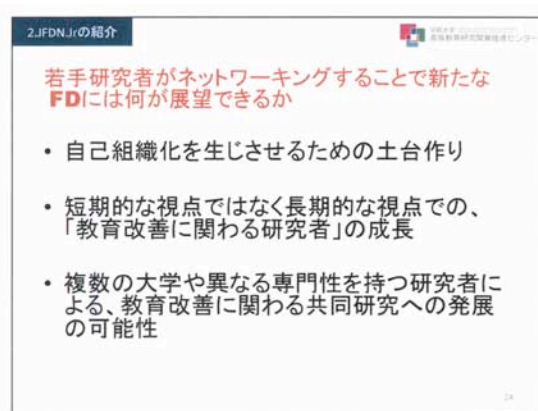 2.JFDN.Jrの紹介
若手研究者がネットワーキングすることで新たな
FDには何が展望できるか
• 自己組織化を生じさせるための土台作り
• 短期的な視点ではなく長期的な視点での、
「教育改善に関わる研究者」の成長
• 複数の大学や異なる専門性を持つ研究者に
よる、教育改善に関わる共同研究への発展
の可能性
24